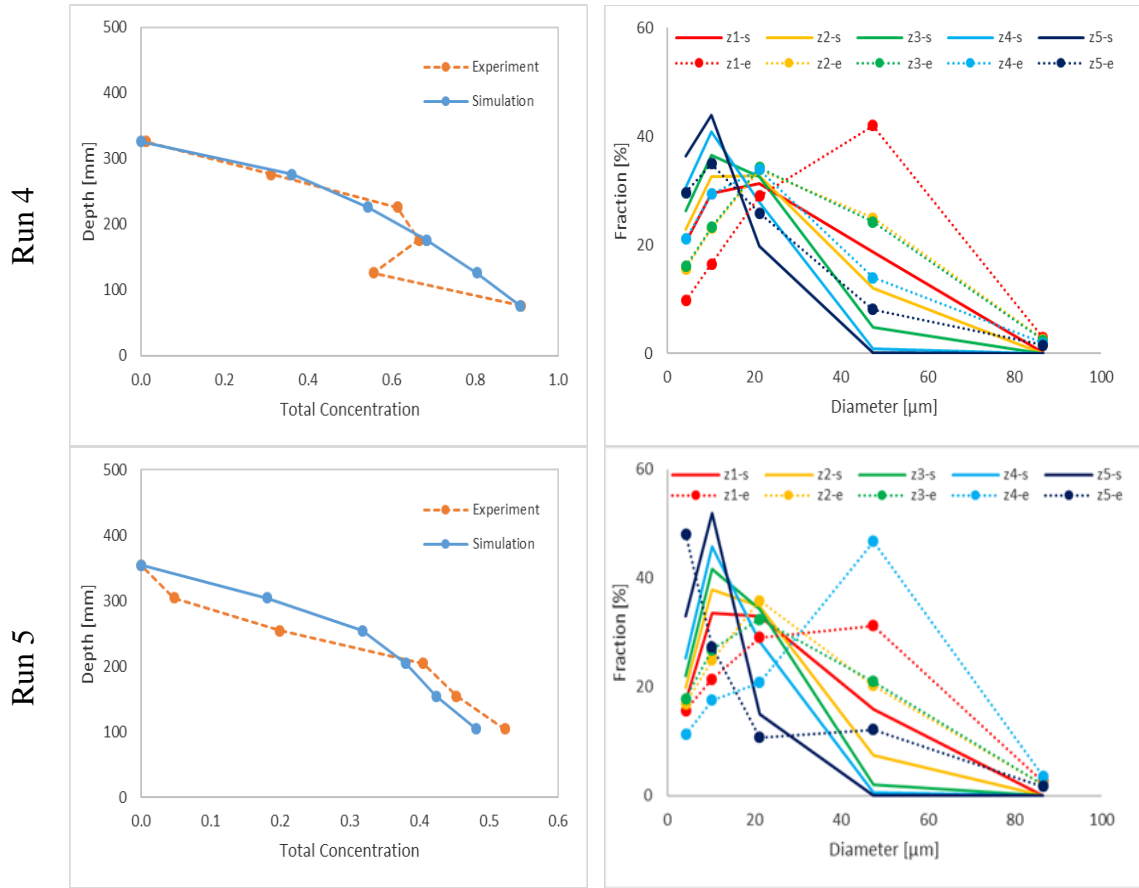 Run 4
500
400
300
200
100
0
Depth [mm]
Experiment
Simulation
0.0 0.2 0.4 0.6 0.8 1.0
Total Concentration
60
40
20
0
Fraction [%]
z1-s z2-s z3-s z4-s z5-s
z1-e z2-e z3-e z4-e z5-e
0 20 40 60 80 100
Diameter [µm]
Run 5
500
400
300
200
100
0
Depth [mm]
Experiment
Simulation
0.0 0.1 0.2 0.3 0.4 0.5 0.6
Total Concentration
60
40
20
0
Fraction [%]
z1-s z2-s z3-s z4-s z5-s
z1-e z2-e z3-e z4-e z5-e
0 20 40 60 80 100
Diameter [µm]